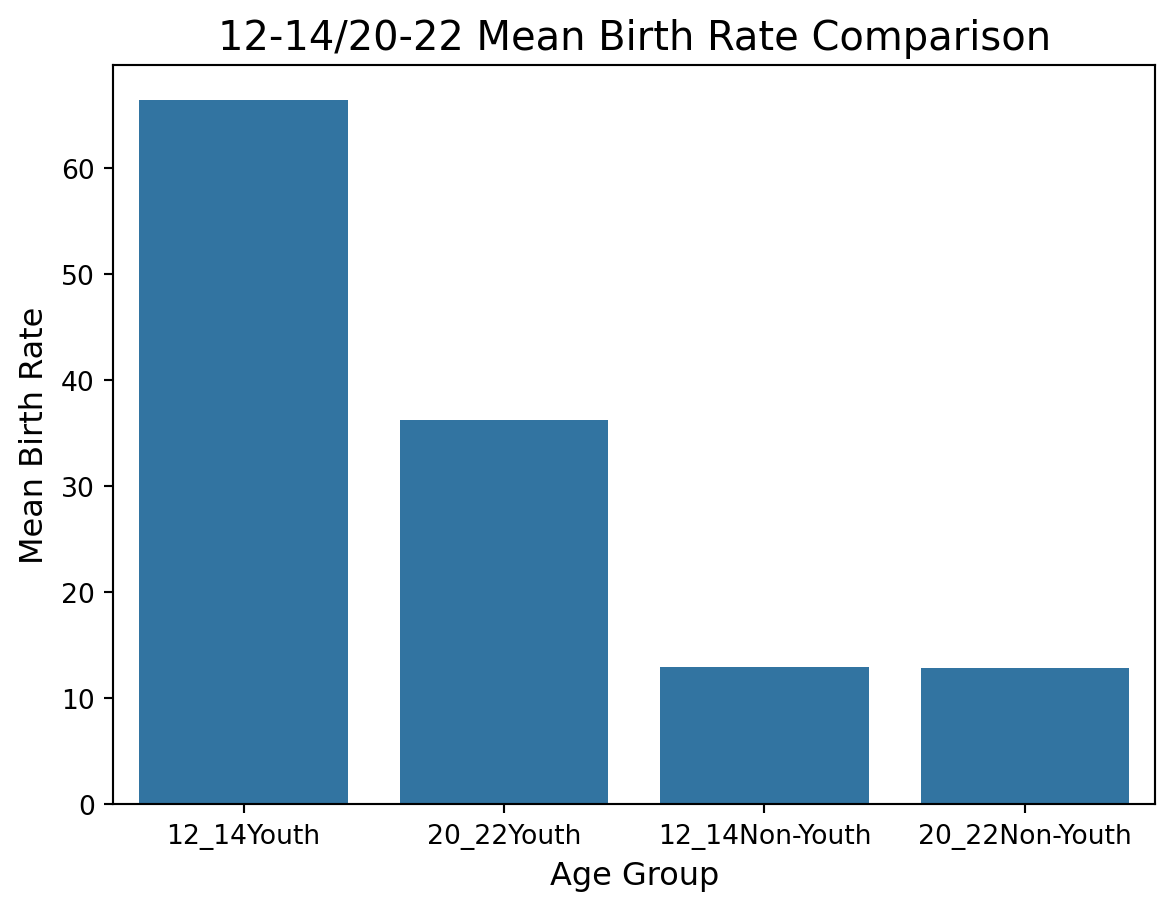 12-14/20-22 Mean Birth Rate Comparison
Mean Birth Rate
60
50
40
30
20
10
0
12_14Youth 20_22Youth 12_14Non-Youth 20_22Non-Youth
Age Group